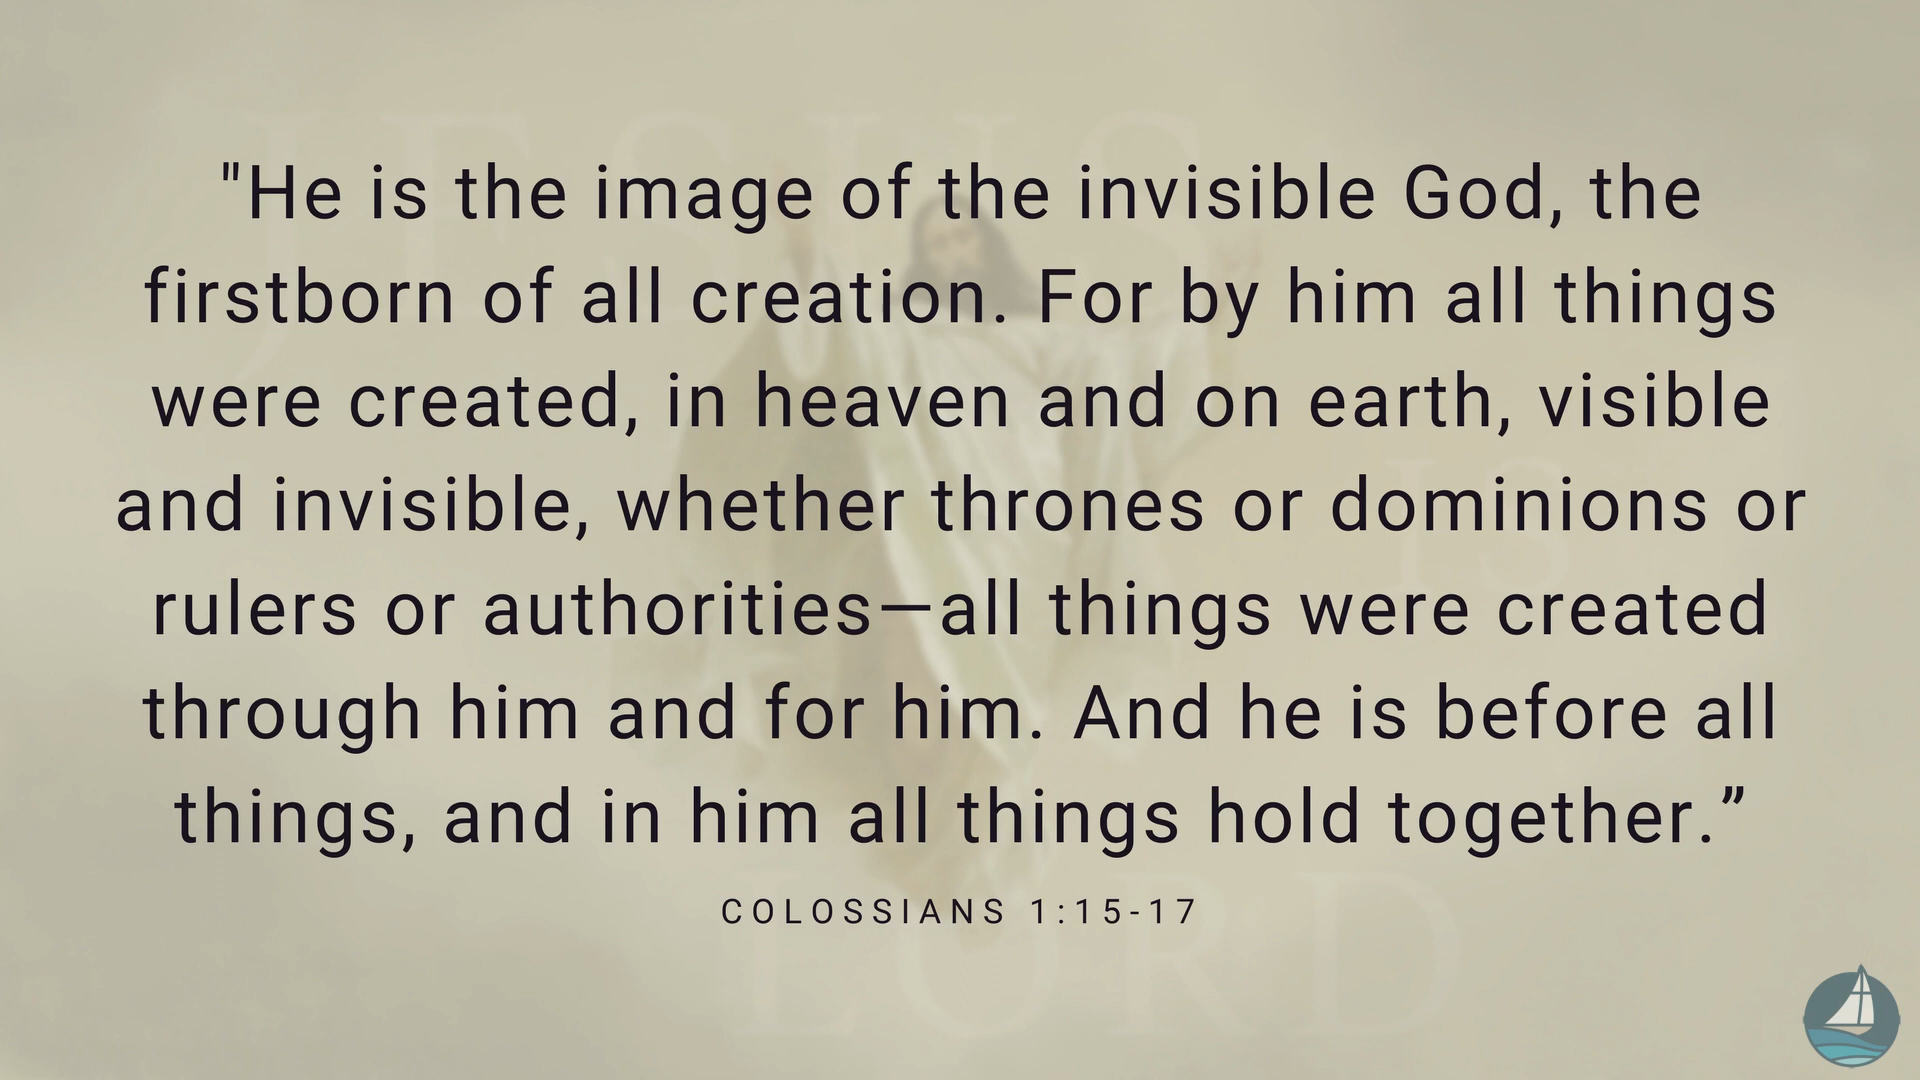 JESUS
"He is the image of the invisible God, the
firstborn of all creation. For by him all things
were created, in heaven and on earth, visible
and invisible, whether thrones or dominions or
IS
rulers or authorities—all things were created
through him and for him. And he is before all
things, and in him all things hold together.”
COLOSSIANS 1:15-17
LORD